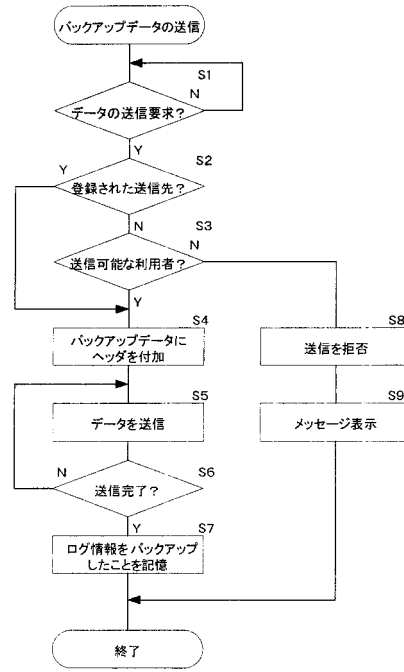 バックアップデータの送信
S1
N
データの送信要求？
Y
S2
Y
登録された送信先？
N
S3
N
送信可能な利用者？
Y
S4
バックアップデータに
ヘッダを付加
S8
送信を拒否
S5
データを送信
S9
メッセージ表示
N
S6
送信完了？
Y
S7
ログ情報をバックアップ
したことを記憶
終了